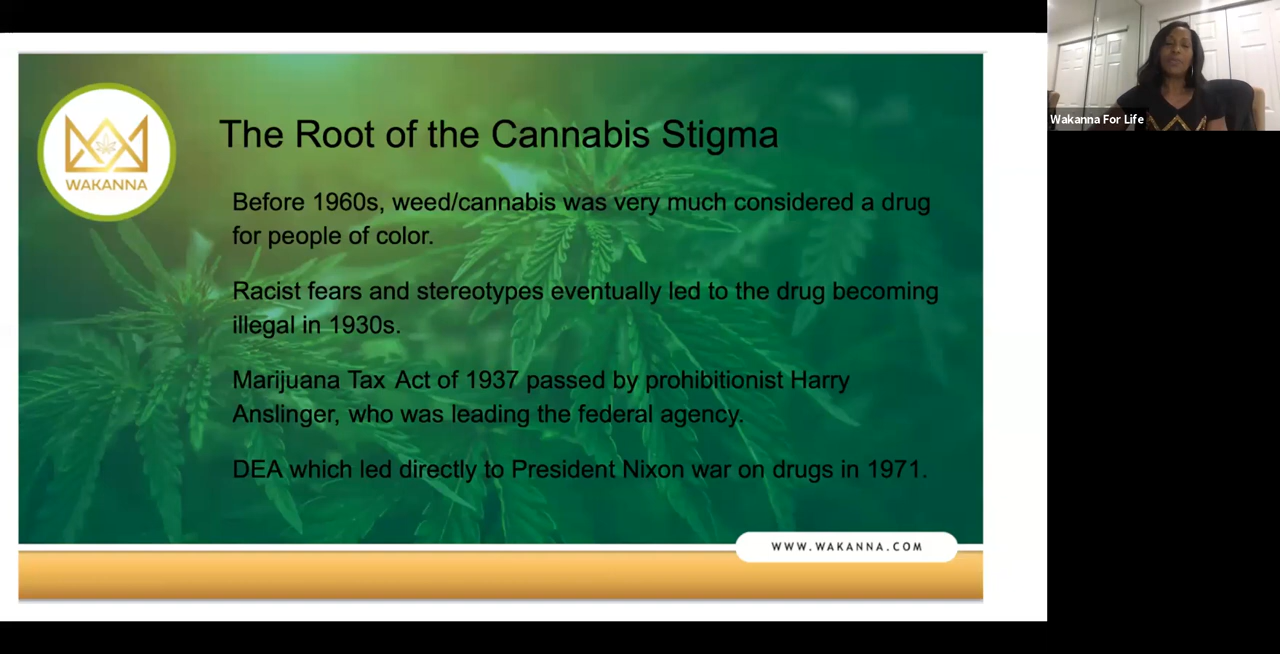 WAKANNA
The Root of the Cannabis Stigma
Before 1960s, weed/cannabis was very much considered a drug
for people of color.
Racist fears and stereotypes eventually led to the drug becoming
illegal in 1930s.
Marijuana Tax Act of 1937 passed by prohibitionist Harry
Anslinger, who was leading the federal agency.
DEA which led directly to President Nixon war on drugs in 1971.
WWW.WAKANNA.COM
Wakanna For Life